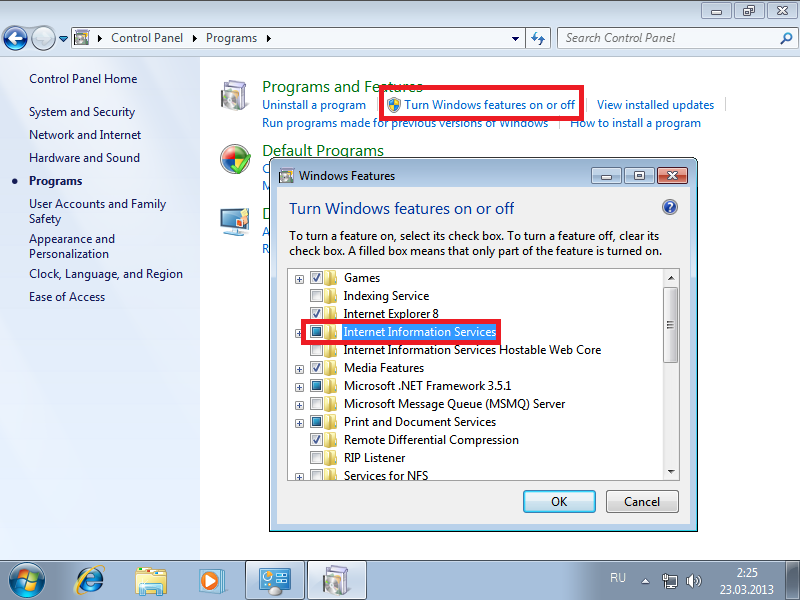 Control Panel Programs
Search Control Panel
Control Panel Home
System and Security
Network and Internet
Hardware and Sound
Programs
User Accounts and Family
Safety
Appearance and
Personalization
Clock, Language, and Region
Ease of Access
Programs and Features
Uninstall a program Turn Windows features on or off View installed updates
Run programs made for previous versions of Windows How to install a program
Default Programs
Windows Features
Turn Windows features on or off
To turn a feature on, select its check box. To turn a feature off, clear its
check box. A filled box means that only part of the feature is turned on.
Games
Indexing Service
Internet Explorer 8
Internet Information Services
Internet Information Services Hostable Web Core
Media Features
Microsoft .NET Framework 3.5.1
Microsoft Message Queue (MSMQ) Server
Print and Document Services
Remote Differential Compression
RIP Listener
Services for NFS
OK Cancel
RU
2:25
23.03.2013